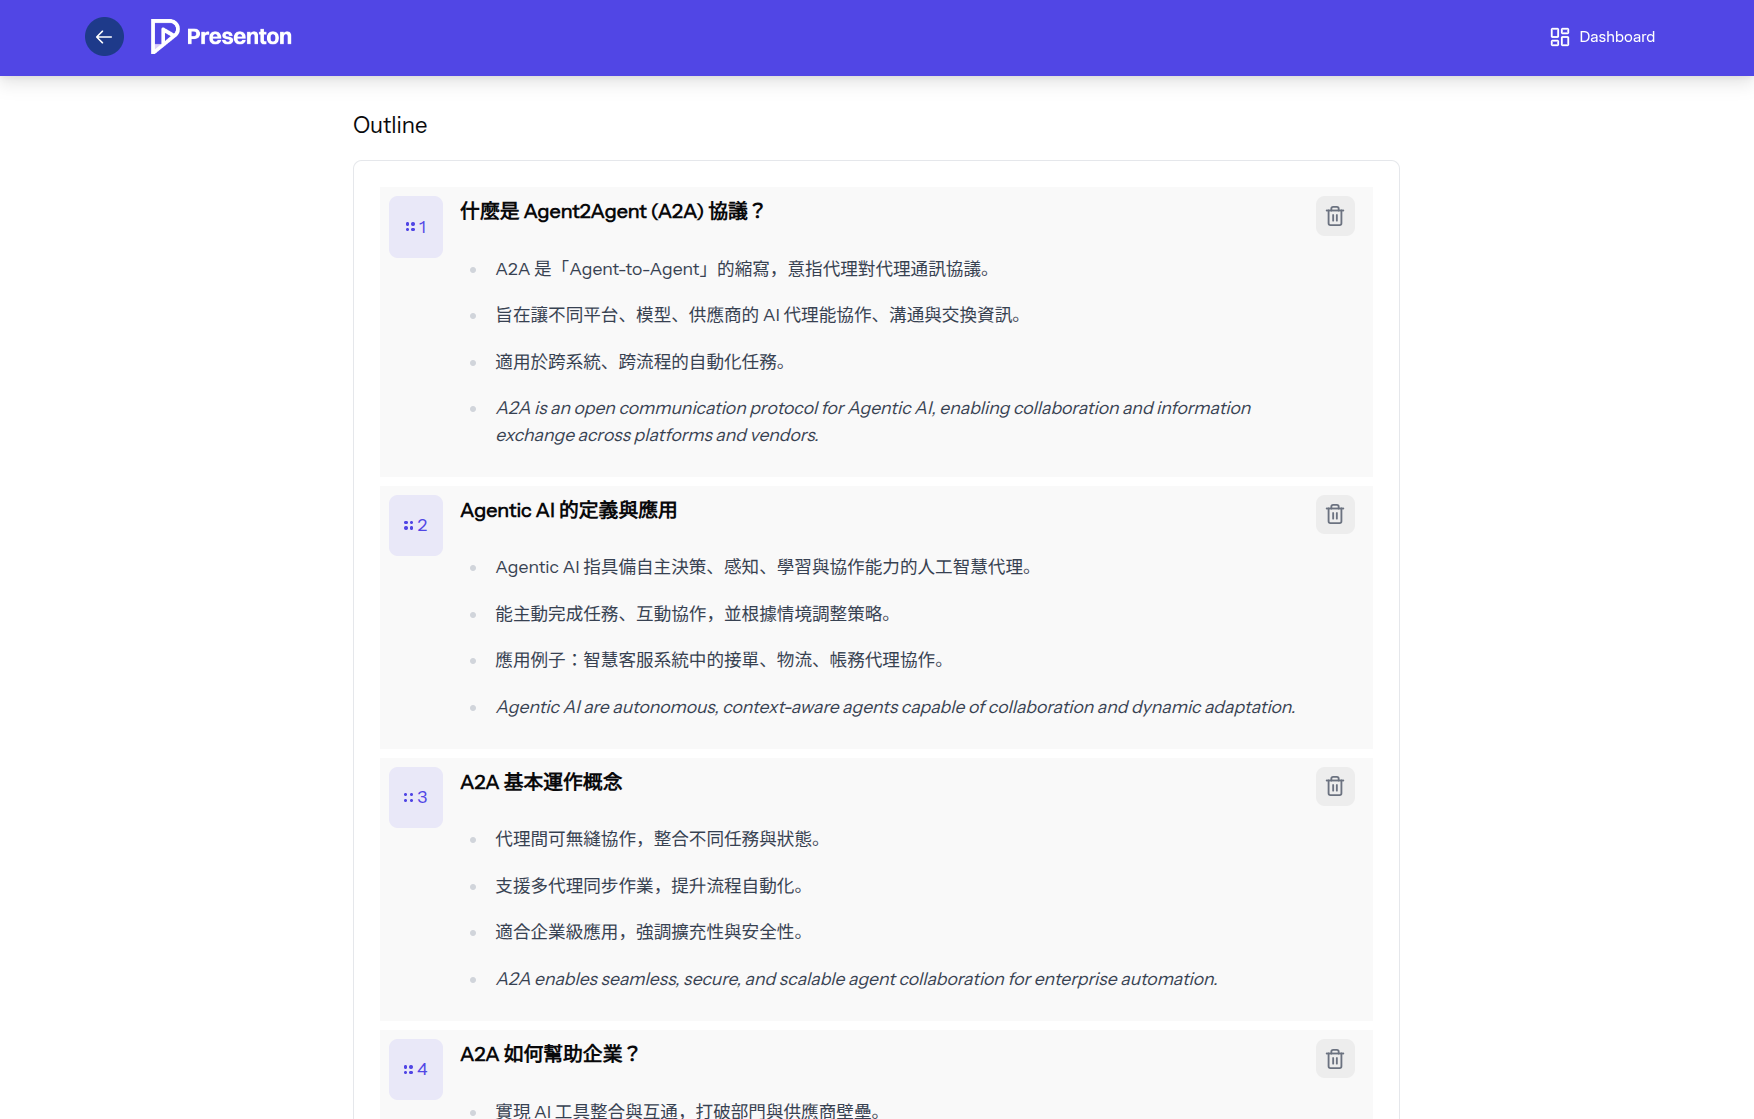 Presenton
Dashboard
Outline
1
什麼是 Agent2Agent (A2A) 協議？
A2A 是「Agent-to-Agent」的縮寫，意指代理對代理通訊協議。
旨在讓不同平台、模型、供應商的 AI 代理能協作、溝通與交換資訊。
適用於跨系統、跨流程的自動化任務。
A2A is an open communication protocol for Agentic AI, enabling collaboration and information
exchange across platforms and vendors.
2
Agentic AI 的定義與應用
Agentic AI 指具備自主決策、感知、學習與協作能力的人工智慧代理。
能主動完成任務、互動協作，並根據情境調整策略。
應用例子：智慧客服系統中的接單、物流、帳務代理協作。
Agentic AI are autonomous, context-aware agents capable of collaboration and dynamic adaptation.
3
A2A 基本運作概念
代理間可無縫協作，整合不同任務與狀態。
支援多代理同步作業，提升流程自動化。
適合企業級應用，強調擴充性與安全性。
A2A enables seamless, secure, and scalable agent collaboration for enterprise automation.
4
A2A 如何幫助企業？
實現 AI 工具整合與互通，打破部門與供應商壁壘。